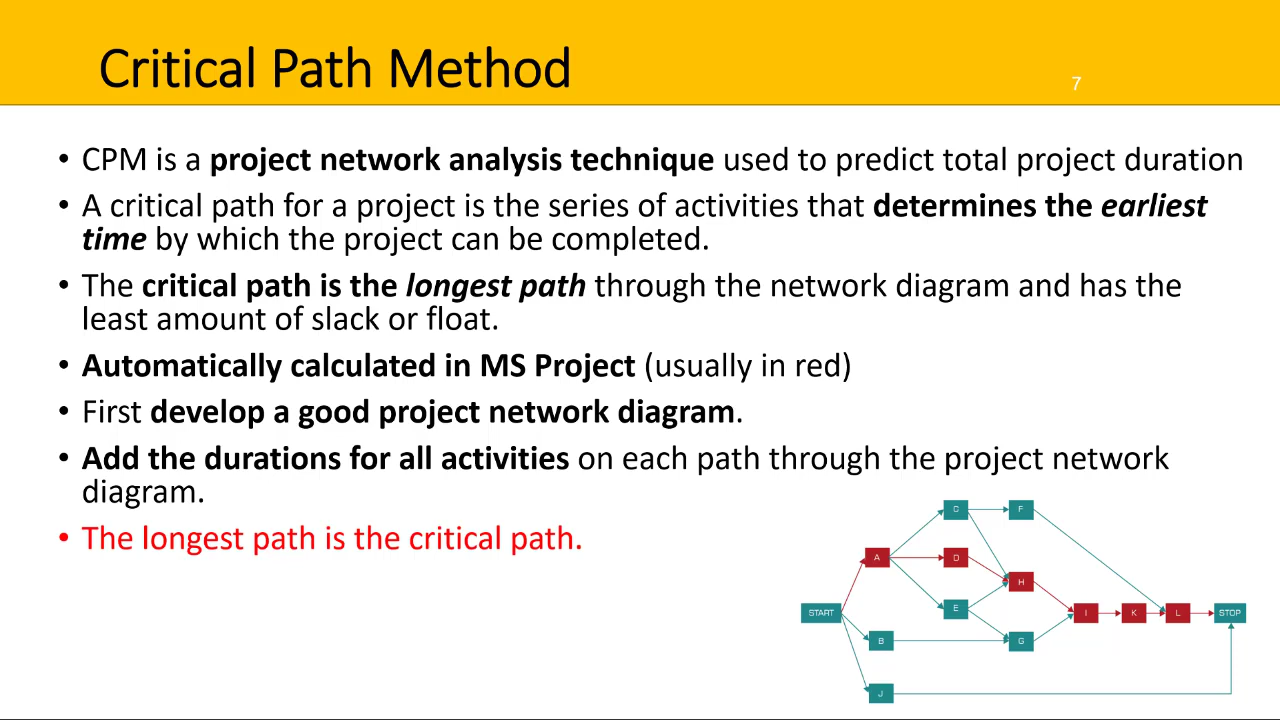 Critical Path Method
7
• CPM is a project network analysis technique used to predict total project duration
• A critical path for a project is the series of activities that determines the earliest
time by which the project can be completed.
• The critical path is the longest path through the network diagram and has the
least amount of slack or float.
• Automatically calculated in MS Project (usually in red)
• First develop a good project network diagram.
• Add the durations for all activities on each path through the project network
diagram.
• The longest path is the critical path.
C F
A D
H
E
START I K L STOP
B G
J